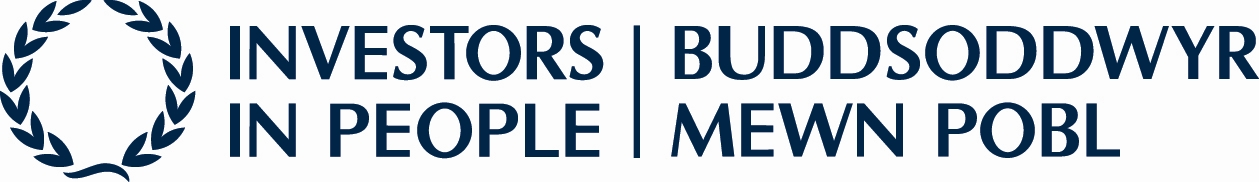 INVESTORS
IN PEOPLE
BUDDSODDWYR
MEWN POBL